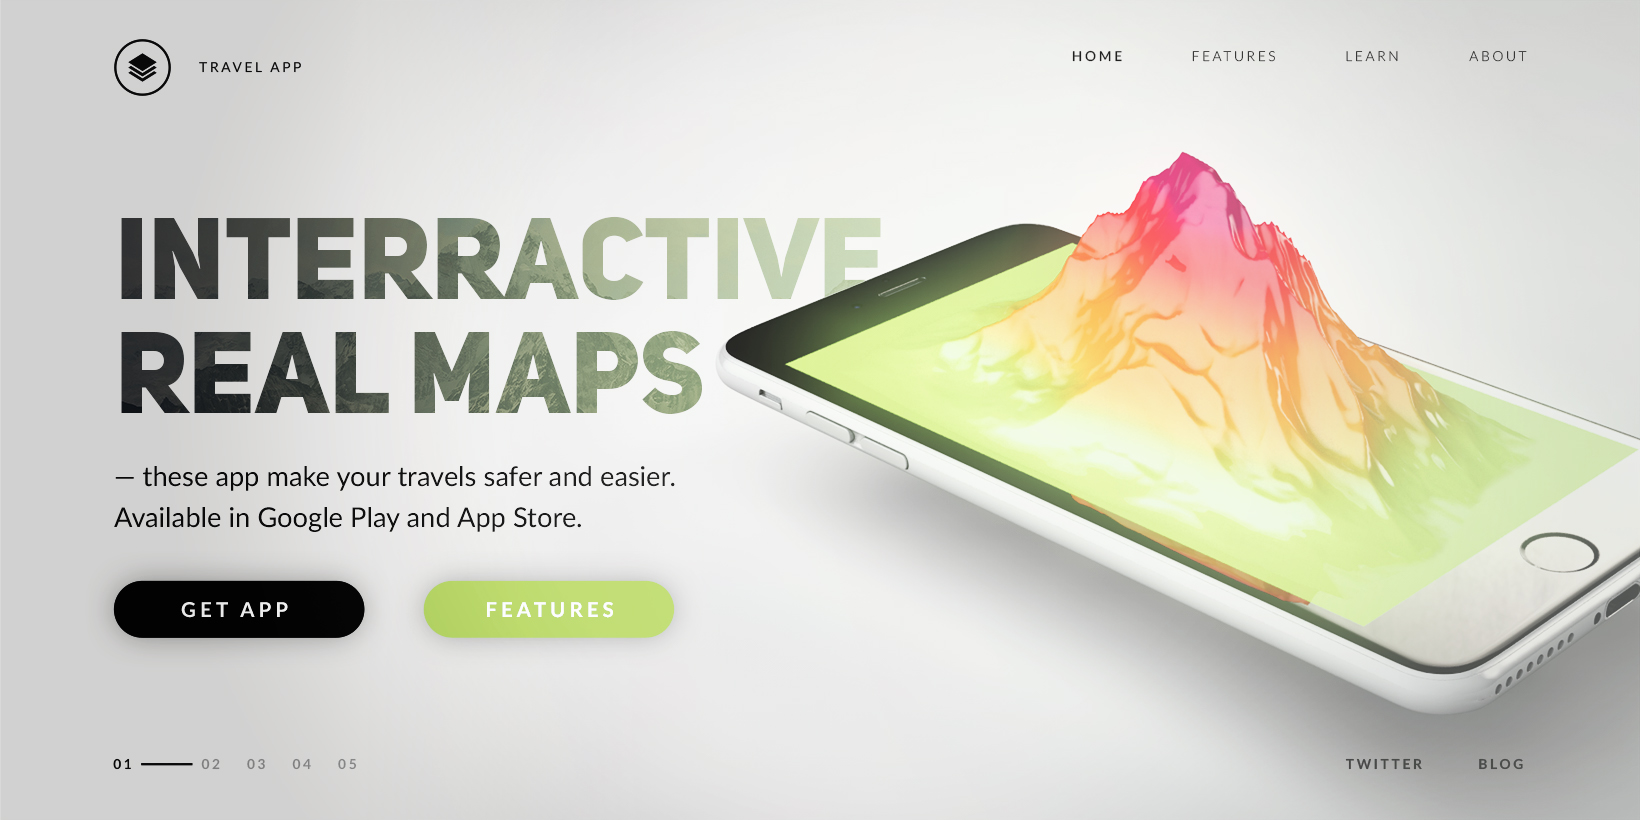 TRAVEL APP
HOME FEATURES LEARN ABOUT
INTERRACTIVE
REAL MAPS
— these app make your travels safer and easier.
Available in Google Play and App Store.
GET APP FEATURES
01 02 03 04 05
TWITTER BLOG